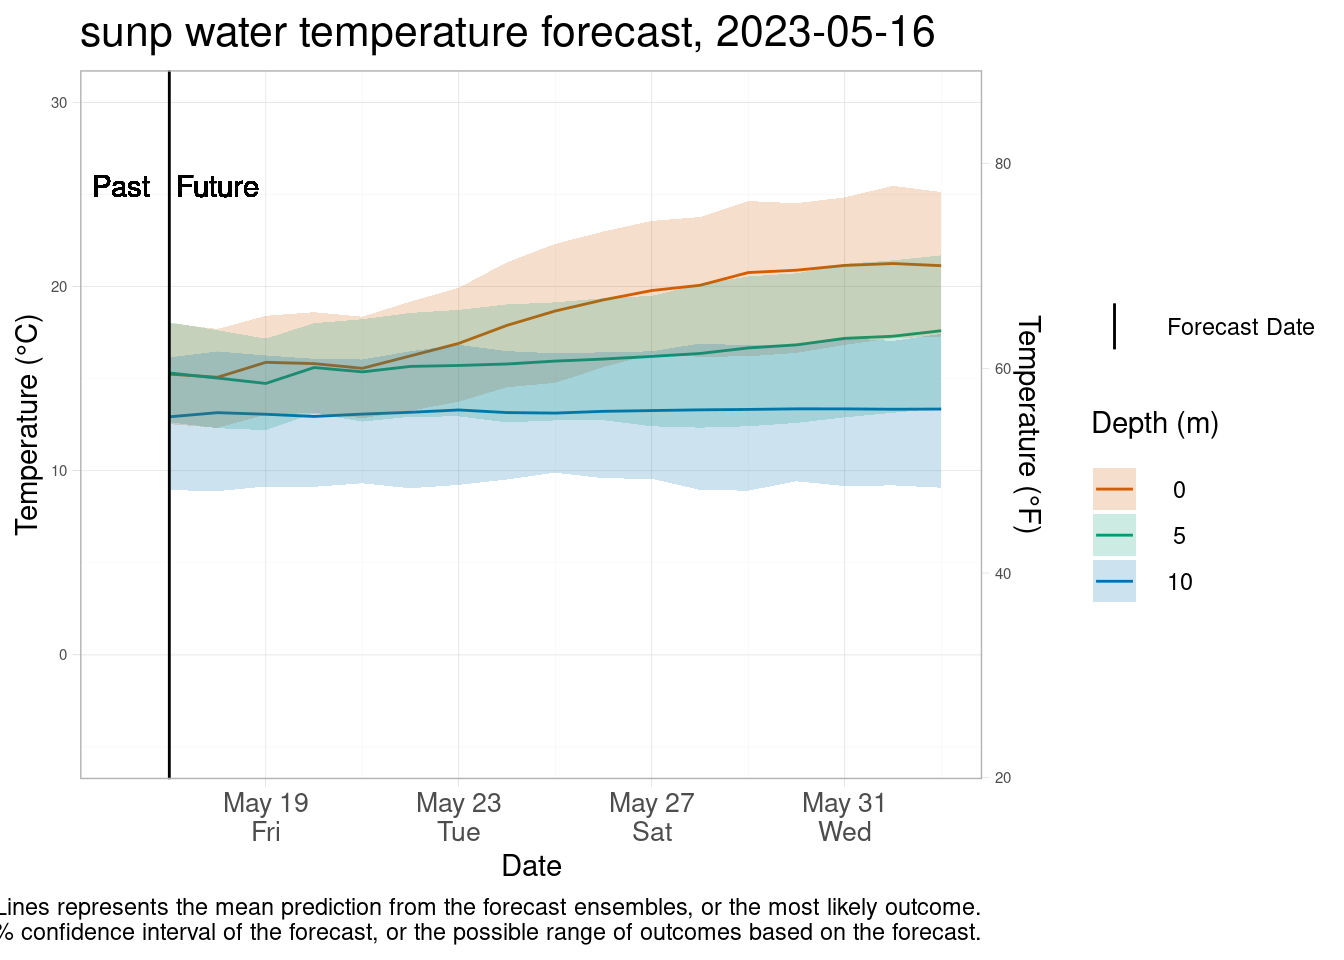 sunp water temperature forecast, 2023-05-16
30
20
10
0
Temperature (°C)
Past
Future
80
60
40
20
Temperature (°F)
May 19
Fri
May 23
Tue
May 27
Sat
May 31
Wed
Date
Forecast Date
Depth (m)
0
5
10
Lines represents the mean prediction from the forecast ensembles, or the most likely outcome.
% confidence interval of the forecast, or the possible range of outcomes based on the forecast.